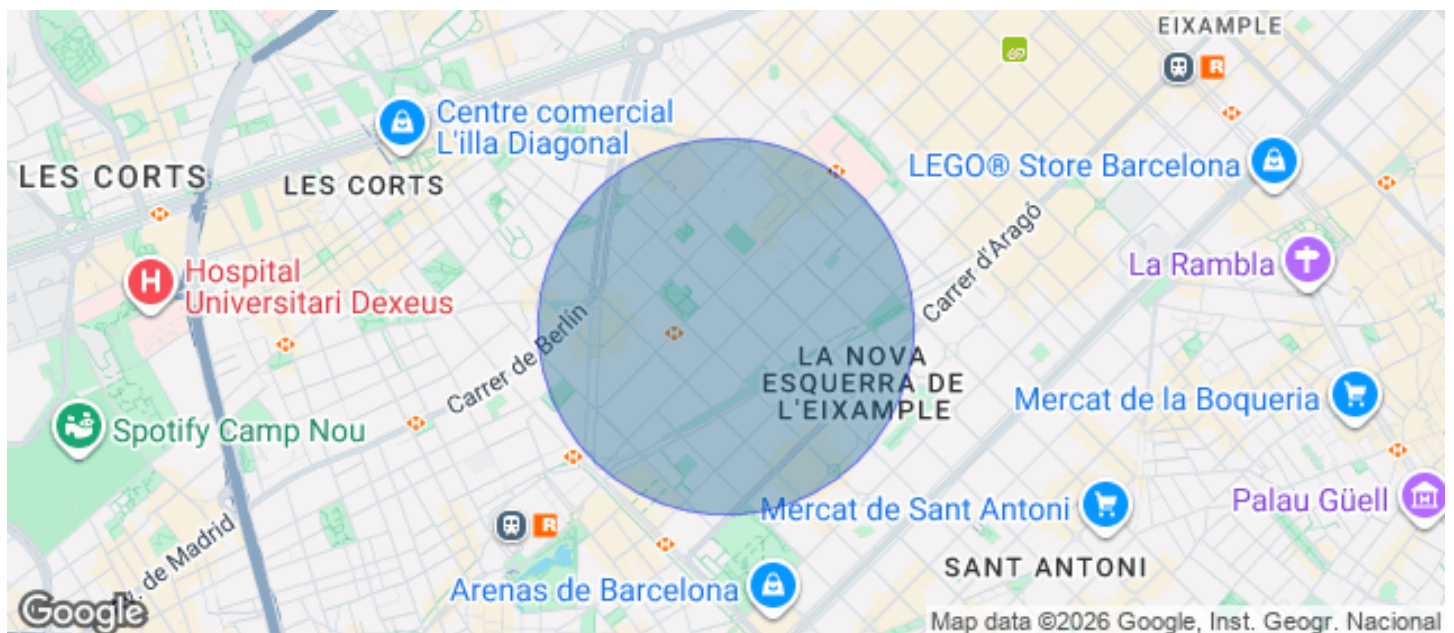 EIXAMPLE
R
Centre comercial
L'illa Diagonal
LES CORTS
LES CORTS
LEGO® Store Barcelona
Carrer d'Aragó
La Rambla
H
Hospital
Universitari Dexeus
Carrer de Berlín
LA NOVA
ESQUERRA DE
L'EIXAMPLE
Mercat de la Boqueria
Spotify Camp Nou
Mercat de Sant Antoni
Palau Güell
R
de Madrid
SANT ANTONI
Arenas de Barcelona
Google
Map data ©2026 Google, Inst. Geogr. Nacional